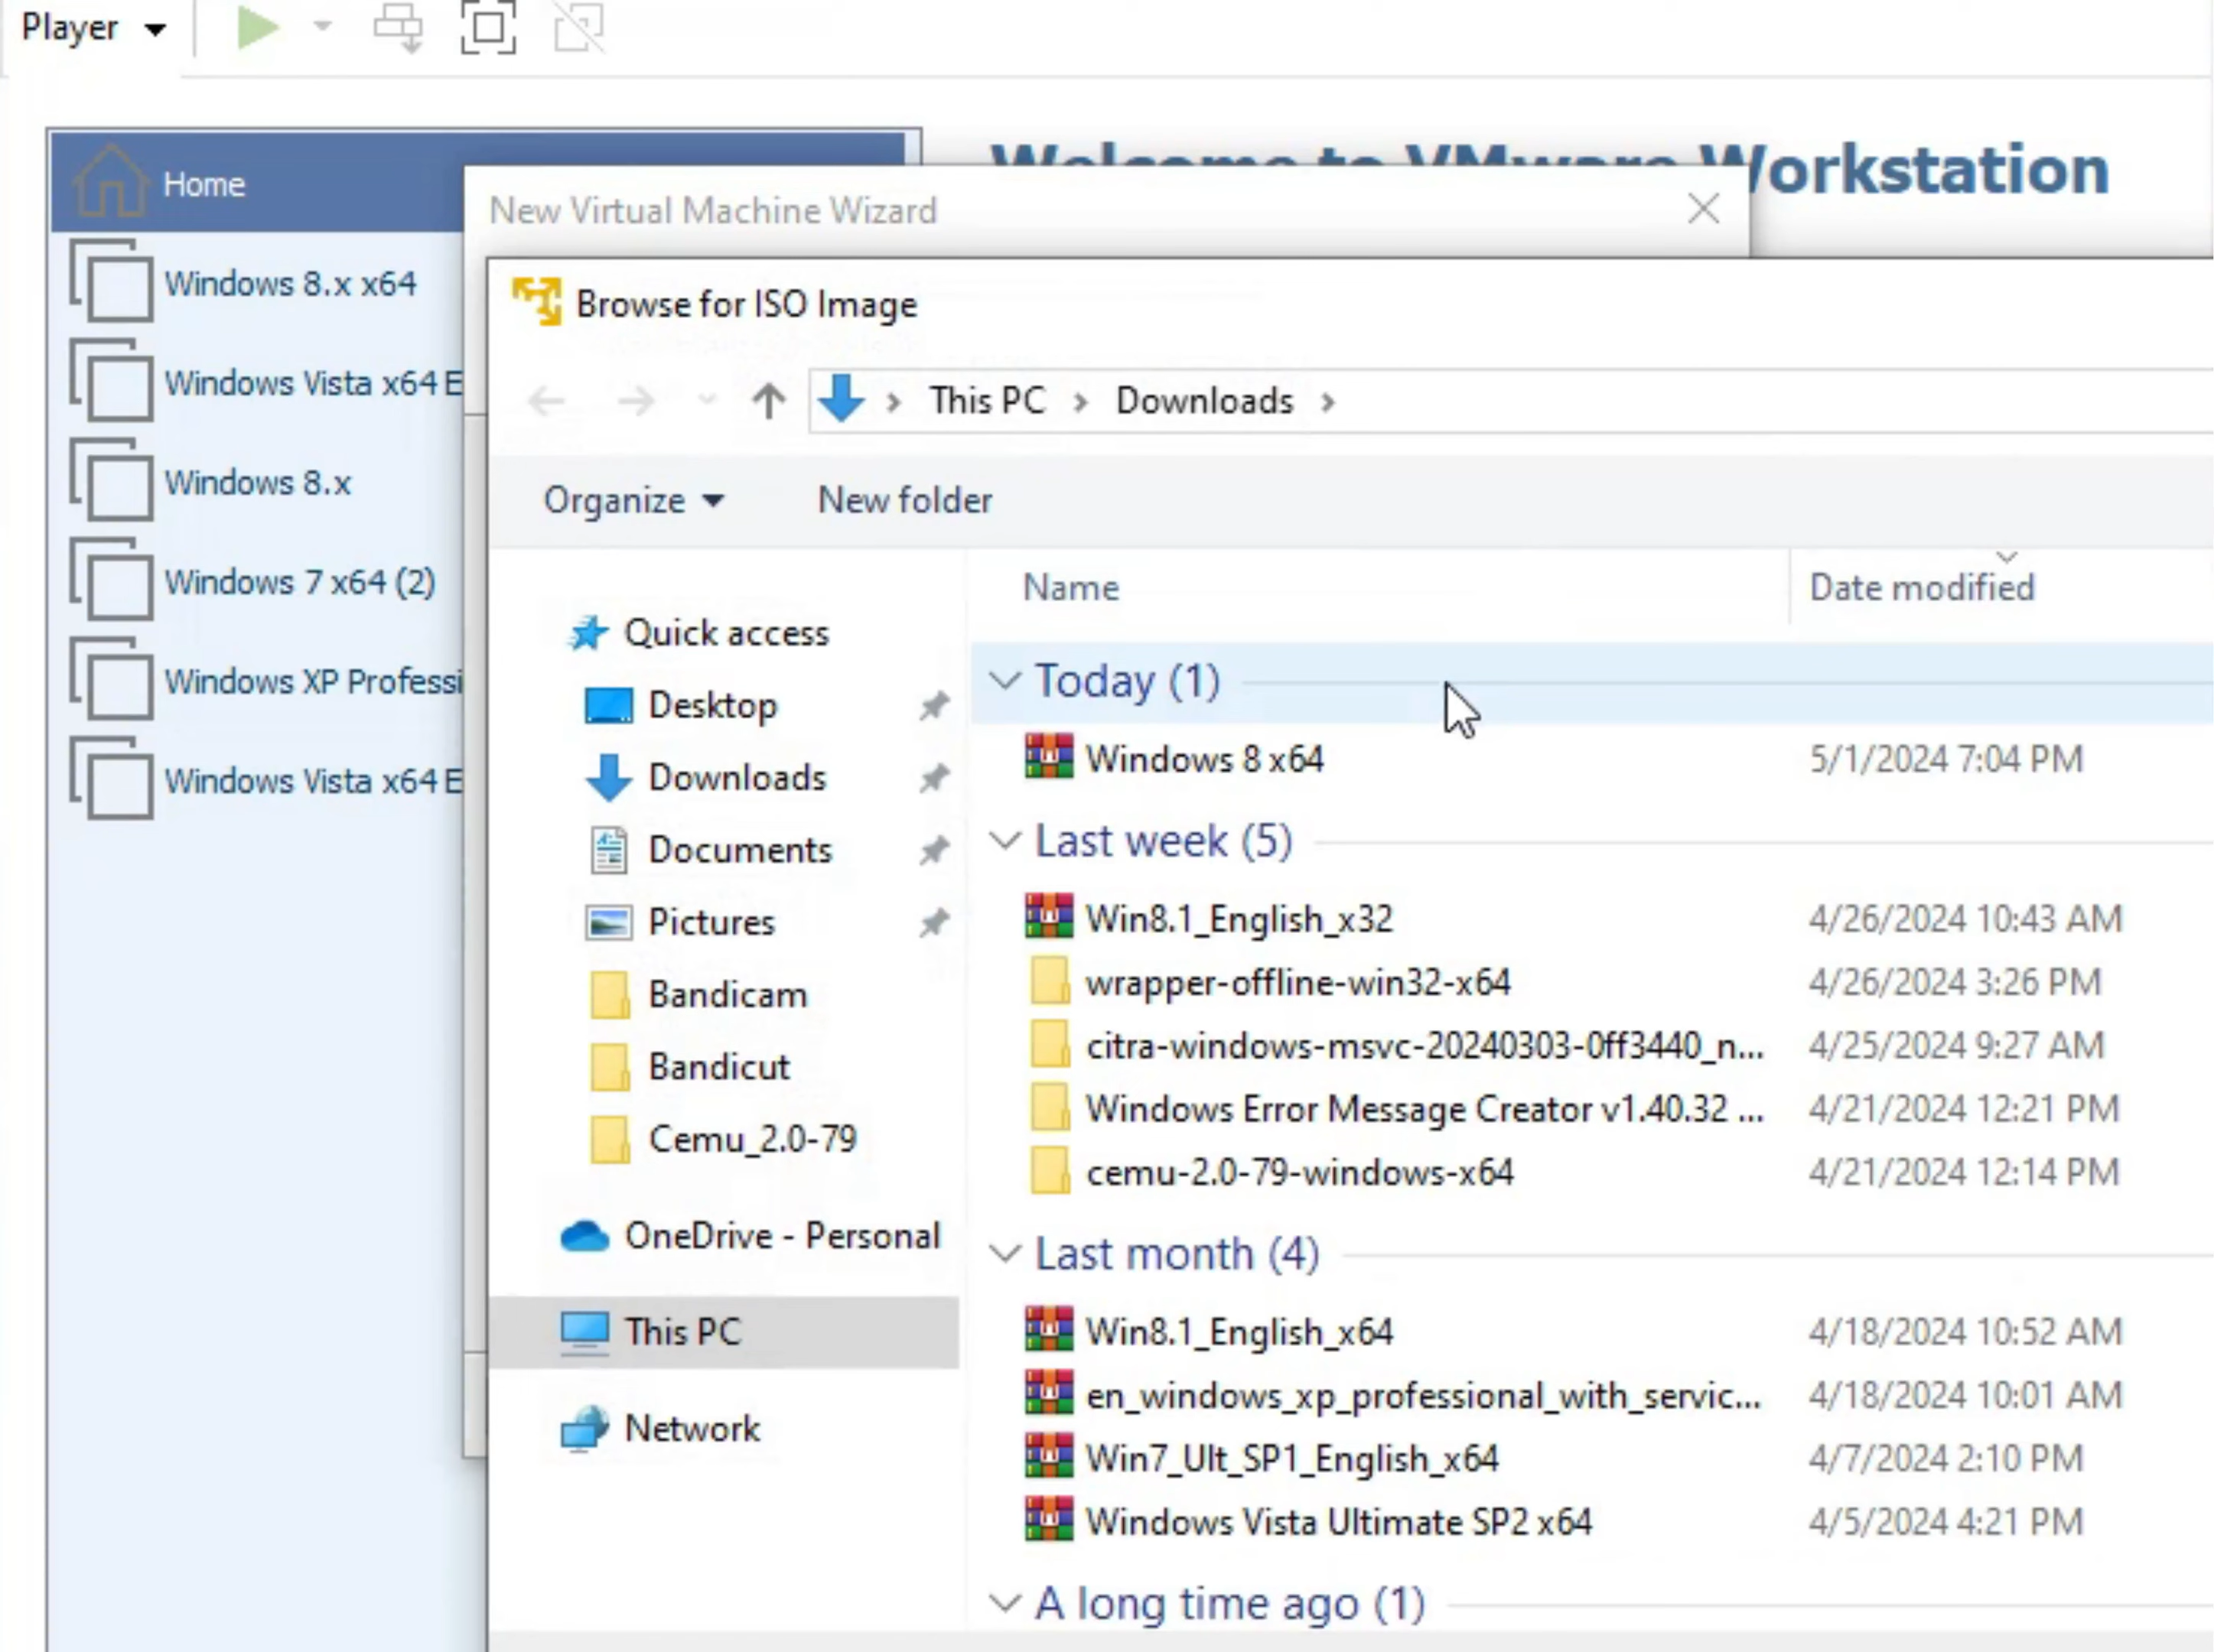 Player
Home
Windows 8.x x64
Windows Vista x64 E
Windows 8.x
Windows 7 x64 (2)
Windows XP Professi
Windows Vista x64 E
Welcome to VMware Workstation
New Virtual Machine Wizard
Browse for ISO Image
This PC > Downloads >
Organize New folder
Quick access
Desktop
Downloads
Documents
Pictures
Bandicam
Bandicut
Cemu_2.0-79
OneDrive - Personal
This PC
Network
Name Date modified
Today (1)
Windows 8 x64 5/1/2024 7:04 PM
Last week (5)
Win8.1_English_x32 4/26/2024 10:43 AM
wrapper-offline-win32-x64 4/26/2024 3:26 PM
citra-windows-msvc-20240303-0ff3440_n... 4/25/2024 9:27 AM
Windows Error Message Creator v1.40.32 ... 4/21/2024 12:21 PM
cemu-2.0-79-windows-x64 4/21/2024 12:14 PM
Last month (4)
Win8.1_English_x64 4/18/2024 10:52 AM
en_windows_xp_professional_with_servic... 4/18/2024 10:01 AM
Win7_Ult_SP1_English_x64 4/7/2024 2:10 PM
Windows Vista Ultimate SP2 x64 4/5/2024 4:21 PM
A long time ago (1)